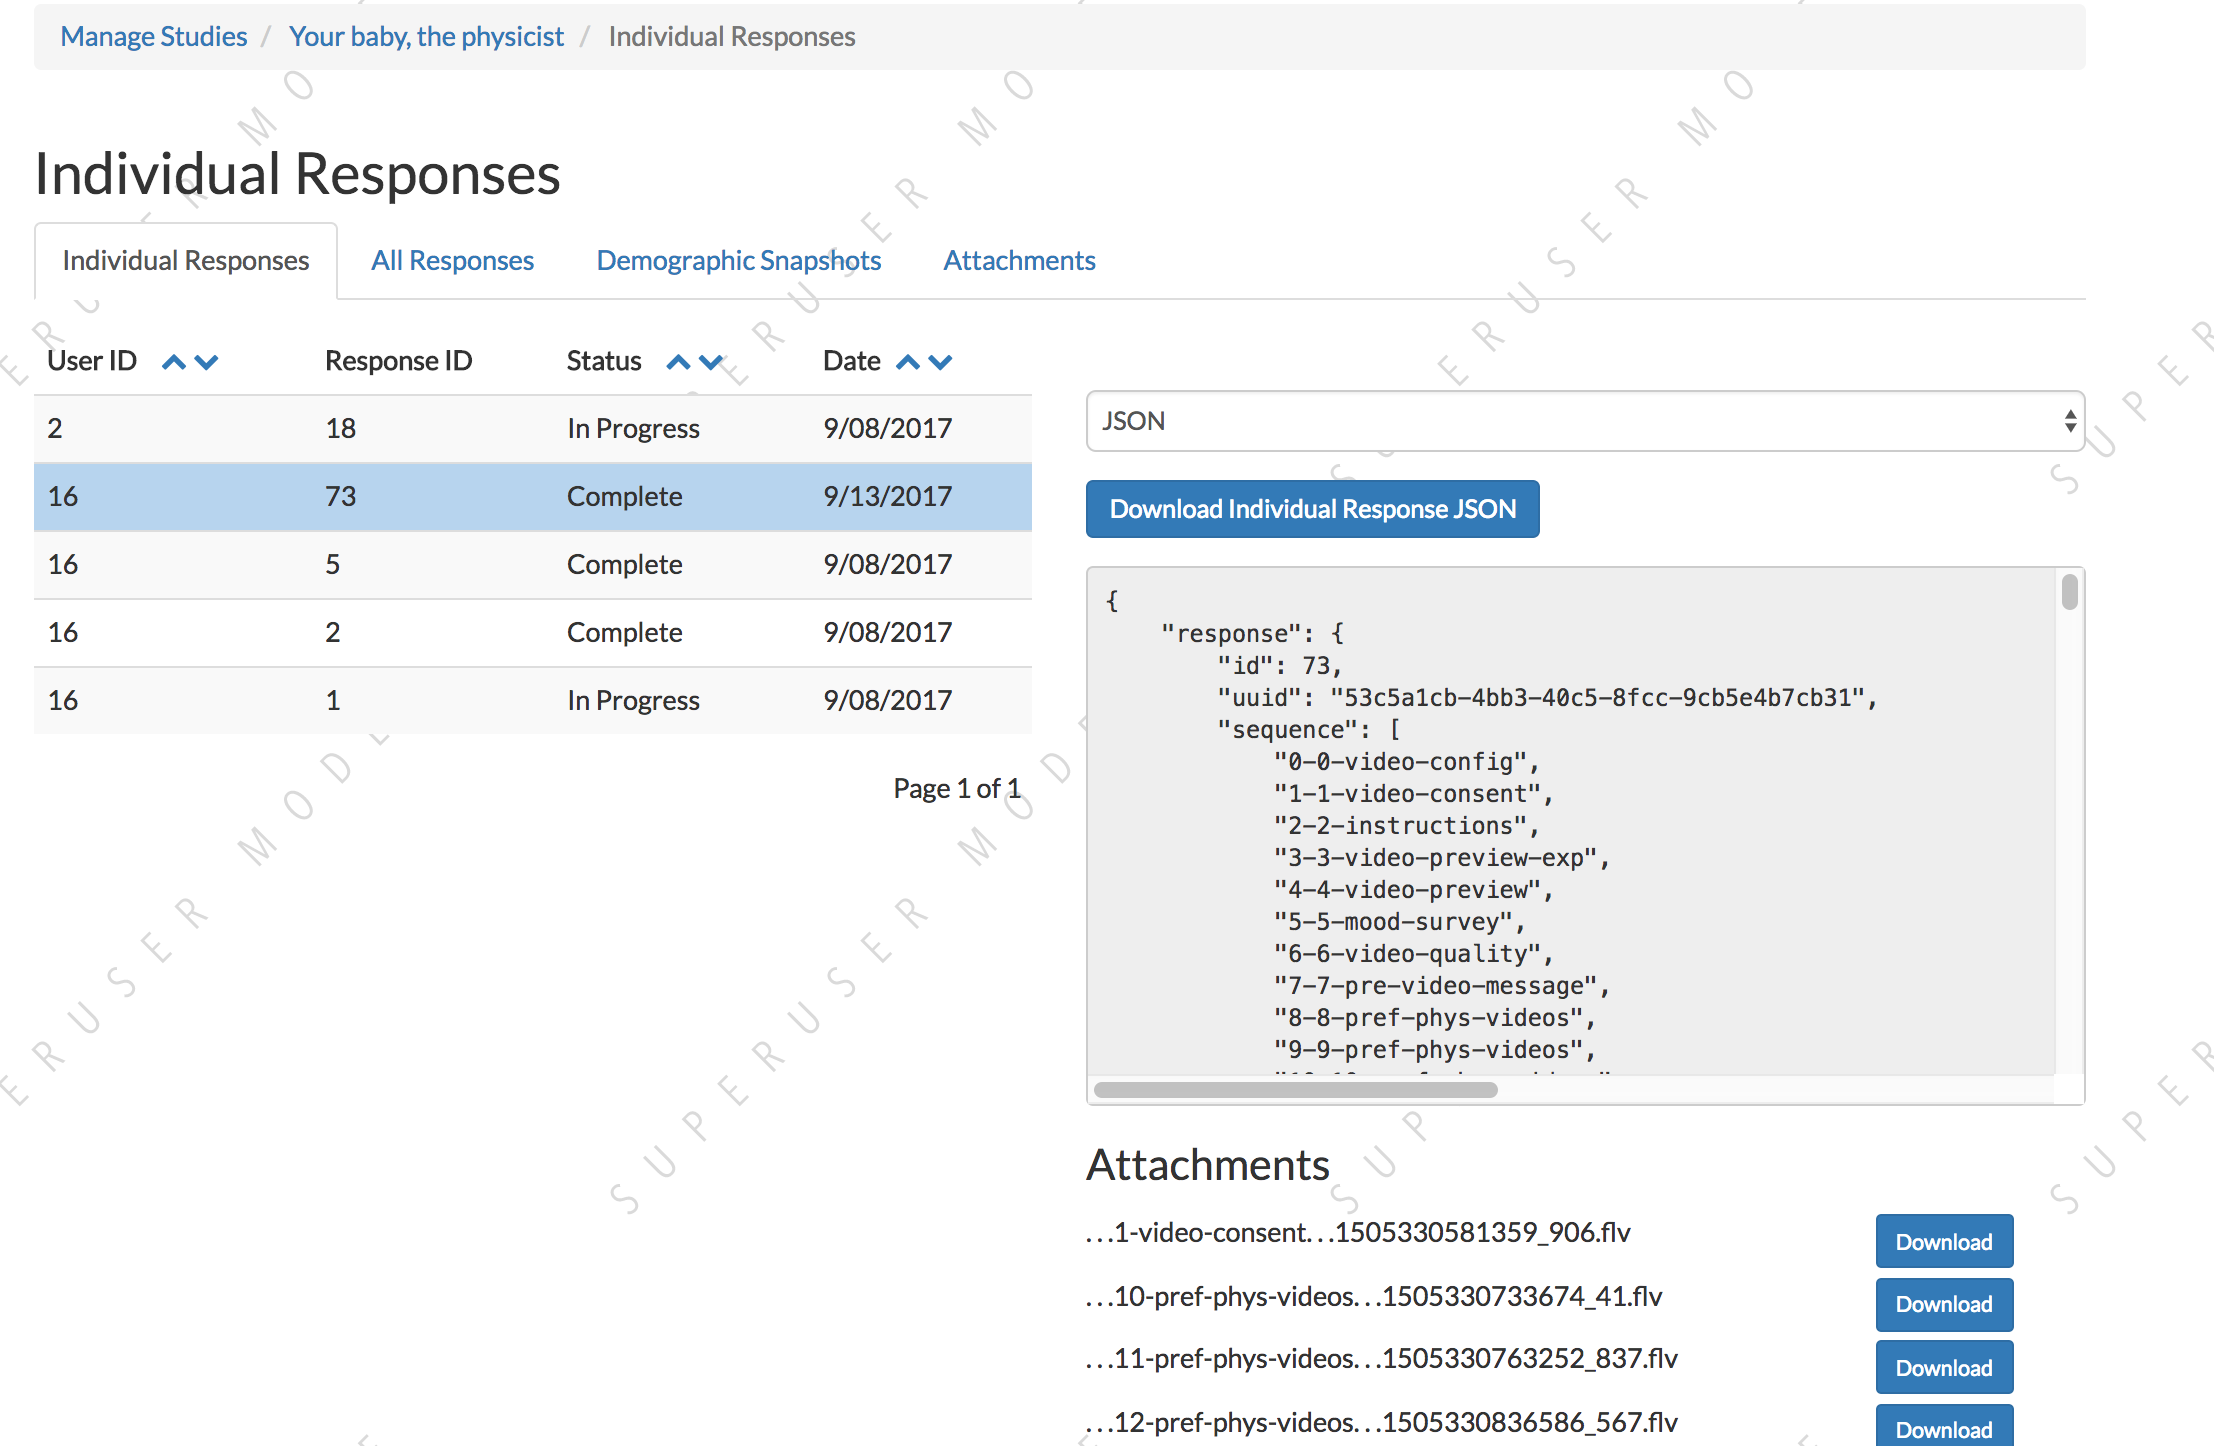 Manage Studies / Your baby, the physicist / Individual Responses
Individual Responses
Individual Responses All Responses Demographic Snapshots Attachments
User ID Response ID Status Date
2 18 In Progress 9/08/2017
16 73 Complete 9/13/2017
16 5 Complete 9/08/2017
16 2 Complete 9/08/2017
16 1 In Progress 9/08/2017
Page 1 of 1
JSON
Download Individual Response JSON
{
"response": {
"id": 73,
"uuid": "53c5a1cb-4bb3-40c5-8fcc-9cb5e4b7cb31",
"sequence": [
"0-0-video-config",
"1-1-video-consent",
"2-2-instructions",
"3-3-video-preview-exp",
"4-4-video-preview",
"5-5-mood-survey",
"6-6-video-quality",
"7-7-pre-video-message",
"8-8-pref-phys-videos",
"9-9-pref-phys-videos",
Attachments
...1-video-consent...1505330581359_906.flv Download
...10-pref-phys-videos...1505330733674_41.flv Download
...11-pref-phys-videos...1505330763252_837.flv Download
...12-pref-phys-videos...1505330836586_567.flv Download
SUPERUSER MODE